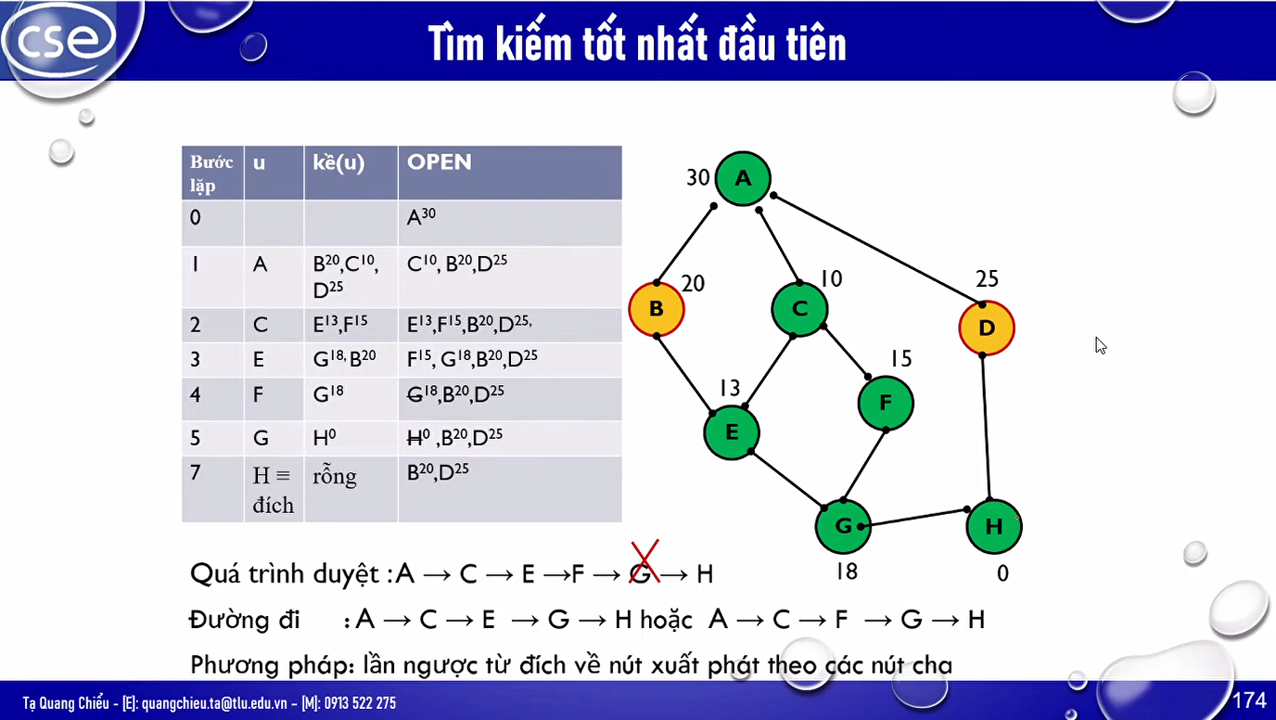 cse
Tìm kiếm tốt nhất đầu tiên
Bước lặp u kề(u) OPEN
0 A³⁰
1 A B²⁰,C¹⁰, D²⁵ C¹⁰, B²⁰,D²⁵
2 C E¹³,F¹⁵ E¹³,F¹⁵,B²⁰,D²⁵,
3 E G¹⁸, B²⁰ F¹⁵, G¹⁸,B²⁰,D²⁵
4 F G¹⁸ G¹⁸,B²⁰,D²⁵
5 G H⁰ H⁰ ,B²⁰,D²⁵
7 H ≡ đích rỗng B²⁰,D²⁵
30 A
25
B 20
C 10
D
15
13
F
E
G
H
18
0
Quá trình duyệt :A → C → E →F → G → H
Đường đi : A → C → E → G → H hoặc A → C → F → G → H
Phương pháp: lần ngược từ đích về nút xuất phát theo các nút cha
Tạ Quang Chiểu - [E]: quangchieu.ta@tlu.edu.vn – [M]: 0913 522 275
174